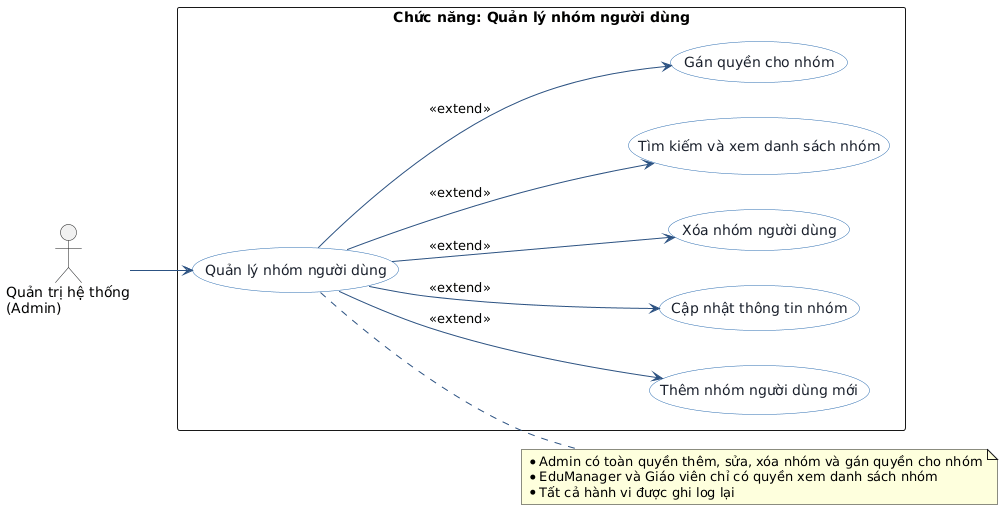 Chức năng: Quản lý nhóm người dùng
Gán quyền cho nhóm
«extend»
Tìm kiếm và xem danh sách nhóm
«extend»
Xóa nhóm người dùng
«extend»
Quản lý nhóm người dùng
Quản trị hệ thống
(Admin)
«extend»
Cập nhật thông tin nhóm
«extend»
Thêm nhóm người dùng mới
• Admin có toàn quyền thêm, sửa, xóa nhóm và gán quyền cho nhóm
• EduManager và Giáo viên chỉ có quyền xem danh sách nhóm
• Tất cả hành vi được ghi log lại